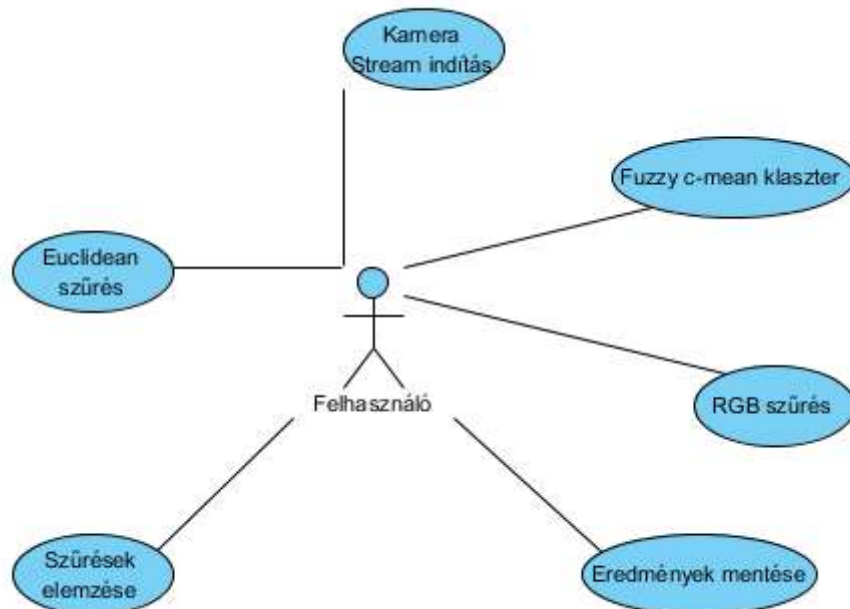 Kamera
Stream indítás
Fuzzy c-mean klaszter
Euclidean
szűrés
RGB szűrés
Felhasználó
Szűrések
elemzése
Eredmények mentése